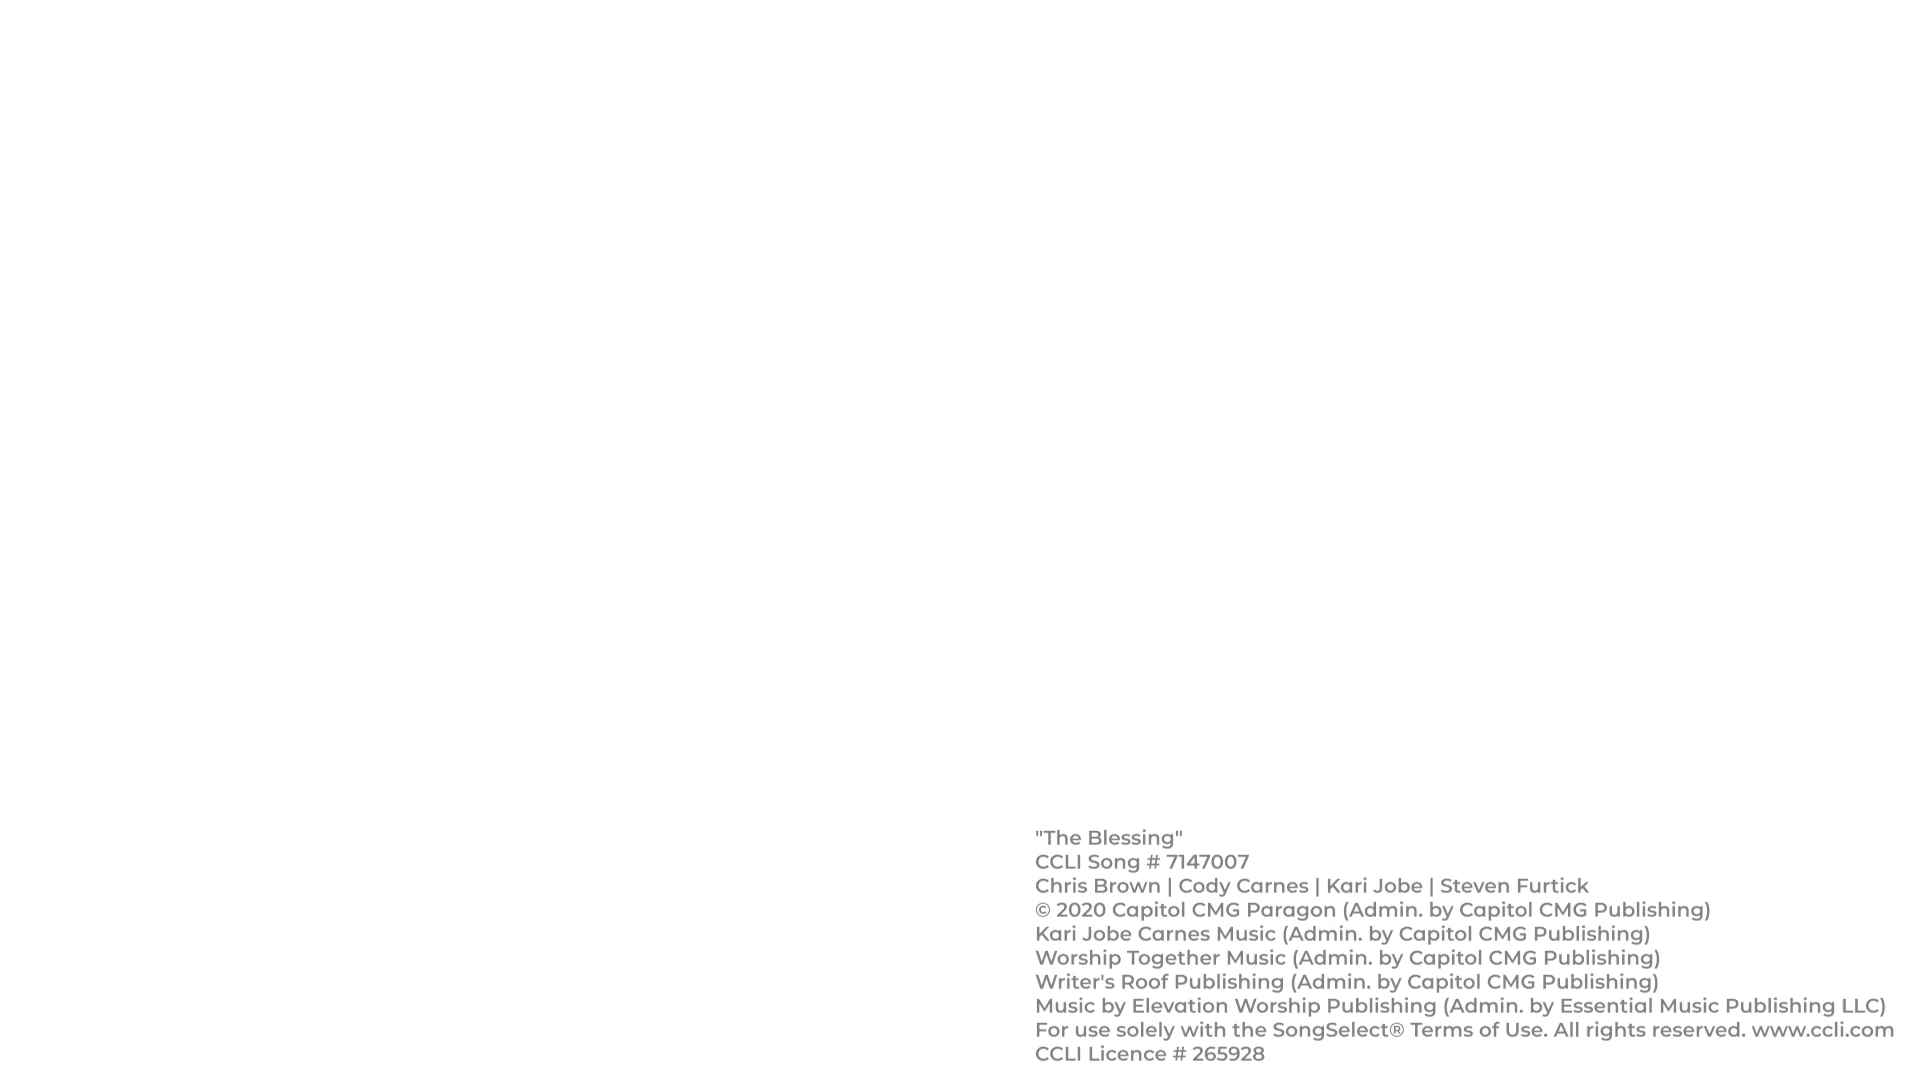 "The Blessing"
CCLI Song # 7147007
Chris Brown | Cody Carnes | Kari Jobe | Steven Furtick
© 2020 Capitol CMG Paragon (Admin. by Capitol CMG Publishing)
Kari Jobe Carnes Music (Admin. by Capitol CMG Publishing)
Worship Together Music (Admin. by Capitol CMG Publishing)
Writer's Roof Publishing (Admin. by Capitol CMG Publishing)
Music by Elevation Worship Publishing (Admin. by Essential Music Publishing LLC)
For use solely with the SongSelect® Terms of Use. All rights reserved. www.ccli.com
CCLI Licence # 265928